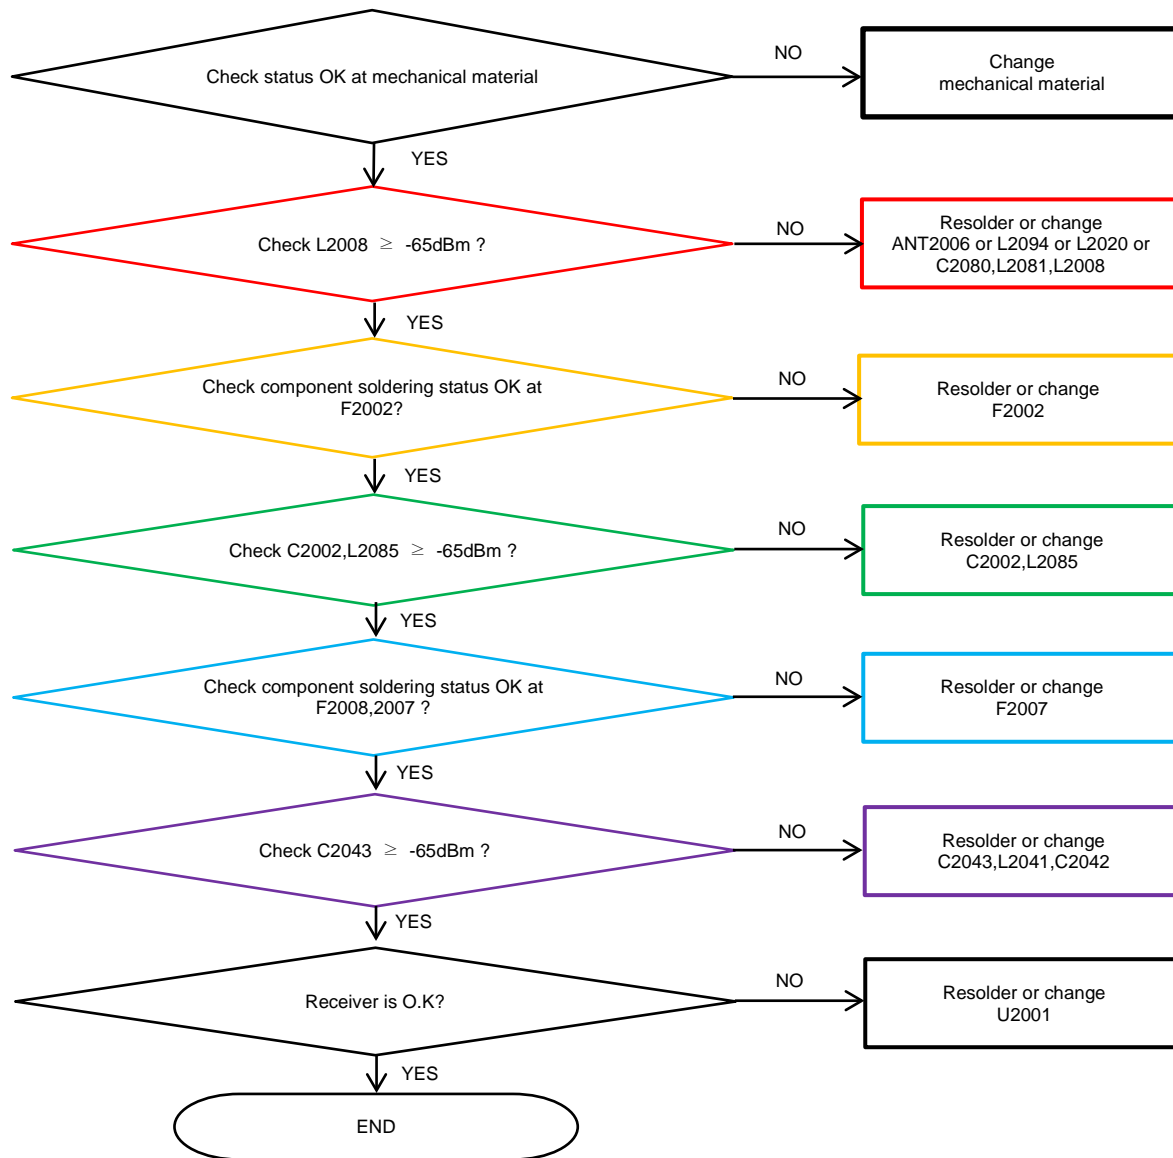 Check status OK at mechanical material
NO
Change
mechanical material
YES
Check L2008 ≥ -65dBm ?
NO
Resolder or change
ANT2006 or L2094 or L2020 or
C2080,L2081,L2008
YES
Check component soldering status OK at
F2002?
NO
Resolder or change
F2002
YES
Check C2002,L2085 ≥ -65dBm ?
NO
Resolder or change
C2002,L2085
YES
Check component soldering status OK at
F2008,2007 ?
NO
Resolder or change
F2007
YES
Check C2043 ≥ -65dBm ?
NO
Resolder or change
C2043,L2041,C2042
YES
Receiver is O.K?
NO
Resolder or change
U2001
YES
END